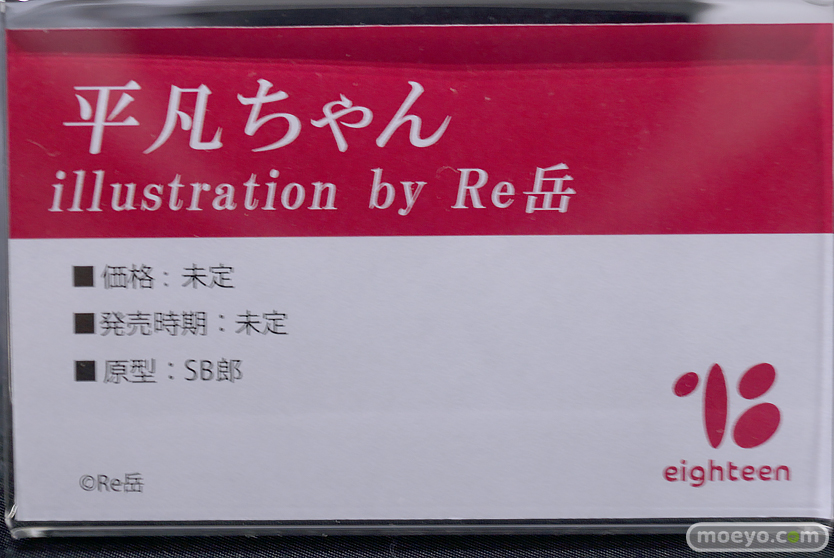 平凡ちゃん
illustration by Re岳
■価格：未定
■発売時期：未定
■原型：SB郎
©Re岳
eighteen
moeyo.com